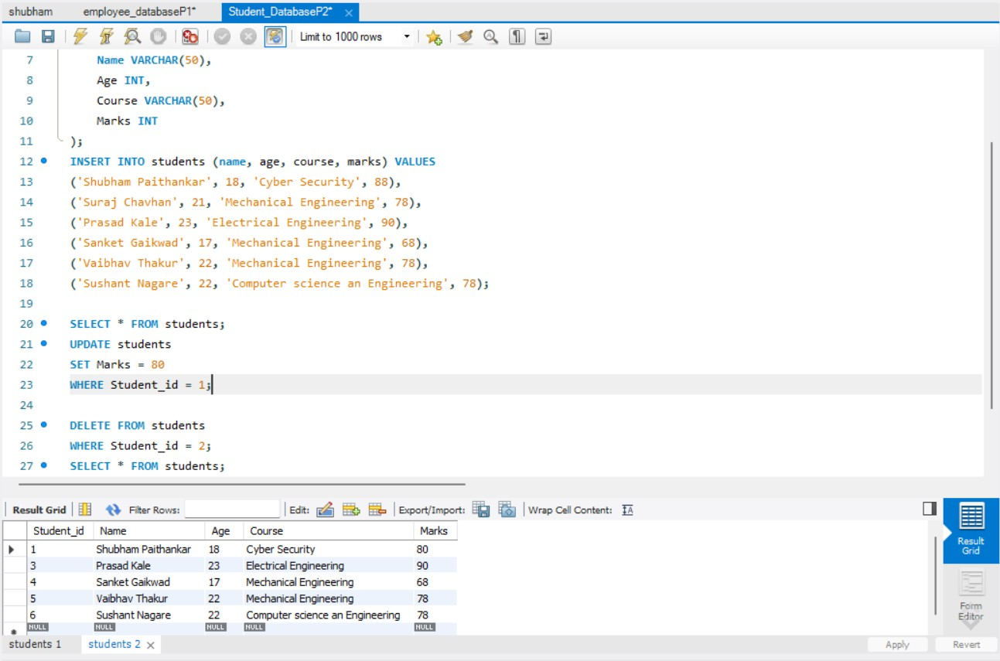 shubham employee_databaseP1* Student_DatabaseP2*
Limit to 1000 rows
7 Name VARCHAR(50),
8 Age INT,
9 Course VARCHAR(50),
10 Marks INT
11 );
12 INSERT INTO students (name, age, course, marks) VALUES
13 ('Shubham Paithankar', 18, 'Cyber Security', 88),
14 ('Suraj Chavhan', 21, 'Mechanical Engineering', 78),
15 ('Prasad Kale', 23, 'Electrical Engineering', 90),
16 ('Sanket Gaikwad', 17, 'Mechanical Engineering', 68),
17 ('Vaibhav Thakur', 22, 'Mechanical Engineering', 78),
18 ('Sushant Nagare', 22, 'Computer science an Engineering', 78);
19
20 SELECT * FROM students;
21 UPDATE students
22 SET Marks = 80
23 WHERE Student_id = 1;
24
25 DELETE FROM students
26 WHERE Student_id = 2;
27 SELECT * FROM students;
Result Grid Filter Rows: Edit: Export/Import: Wrap Cell Content: IA
Student_id Name Age Course Marks
1 Shubham Paithankar 18 Cyber Security 80
3 Prasad Kale 23 Electrical Engineering 90
4 Sanket Gaikwad 17 Mechanical Engineering 68
5 Vaibhav Thakur 22 Mechanical Engineering 78
6 Sushant Nagare 22 Computer science an Engineering 78
NULL NULL NULL NULL NULL
Result
Grid
Form
Editor
students 1 students 2 Apply Revert